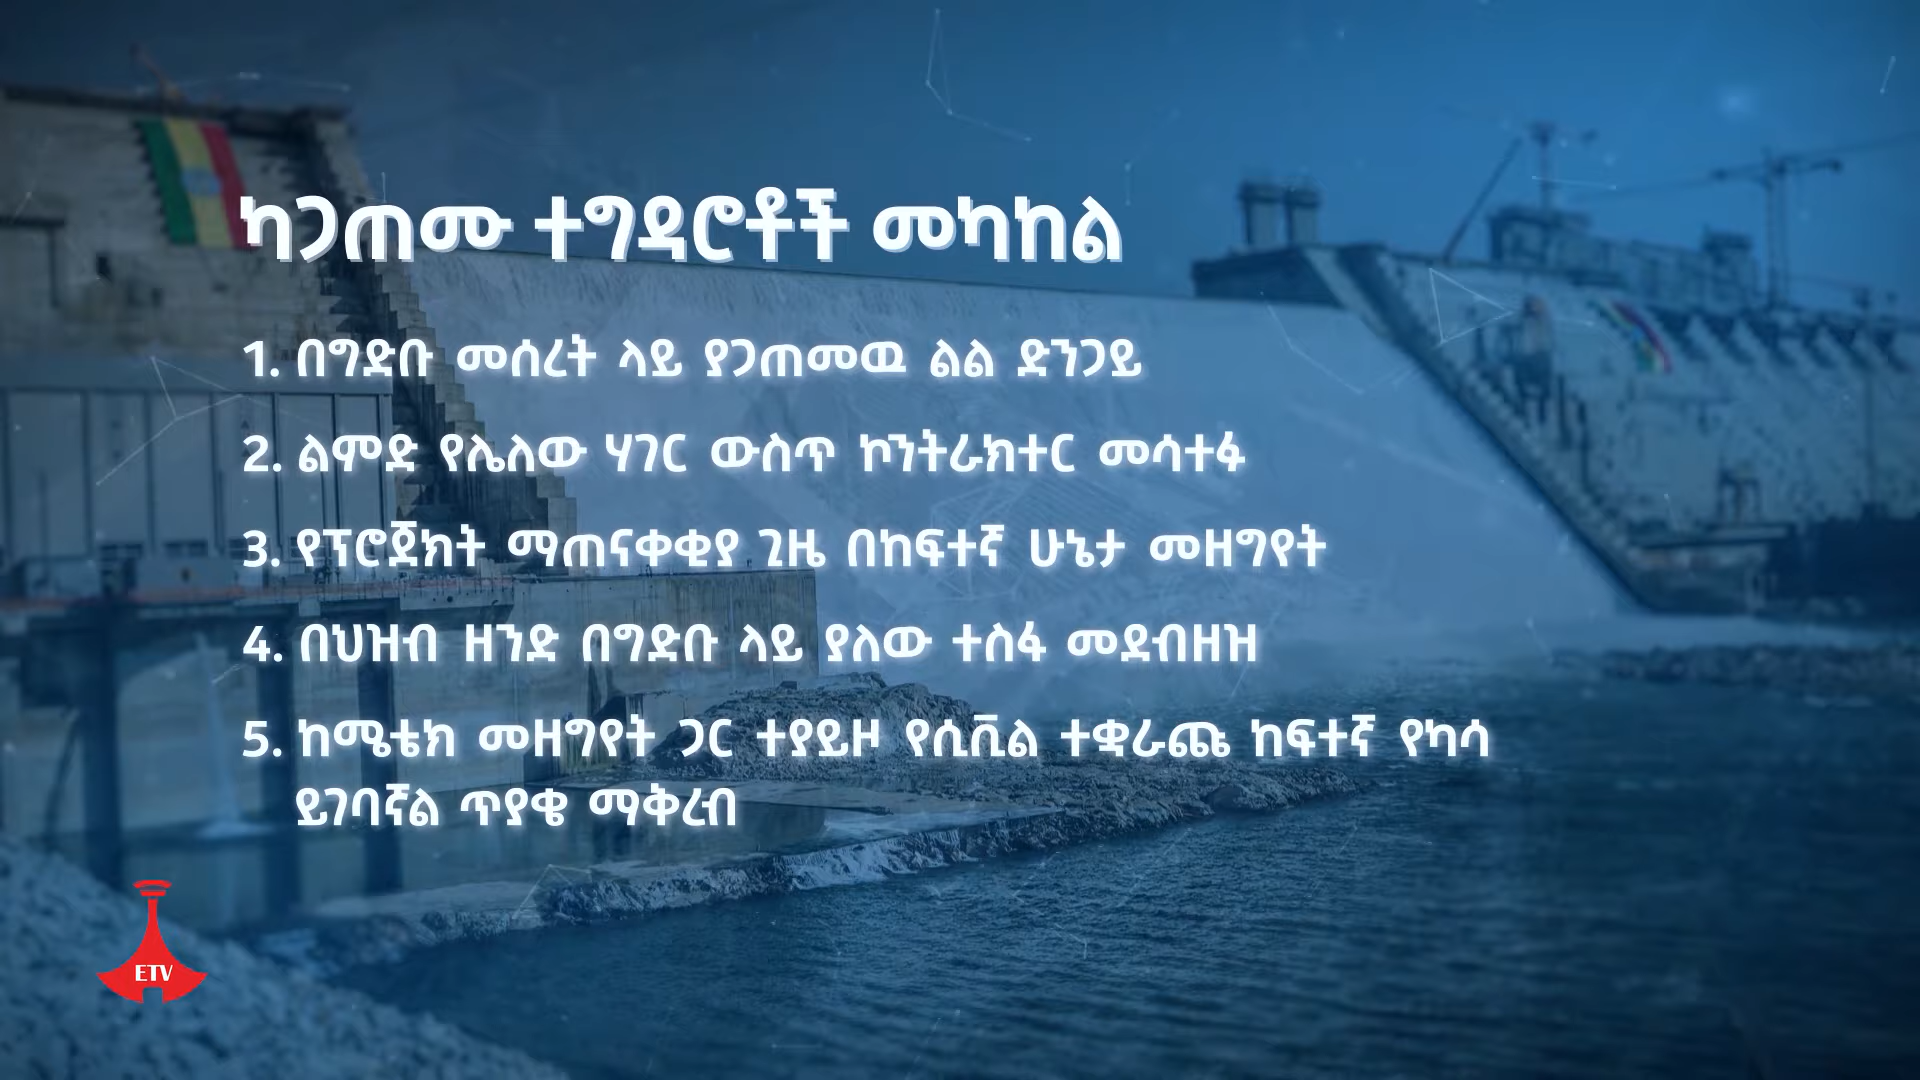 ካጋጠሙ ተግዳሮቶች መካከል
1. በግድቡ መሰረት ላይ ያጋጠመዉ ልል ድንጋይ
2. ልምድ የሌለው ሃገር ውስጥ ኮንትራክተር መሳተፉ
3. የፕሮጀክት ማጠናቀቂያ ጊዜ በከፍተኛ ሁኔታ መዘግየት
4. በህዝብ ዘንድ በግድቡ ላይ ያለው ተስፋ መደብዘዝ
5. ከሜቴክ መዘግየት ጋር ተያይዞ የሲቪል ተቋራጩ ከፍተኛ የካሳ
ይገባኛል ጥያቄ ማቅረብ
ETV